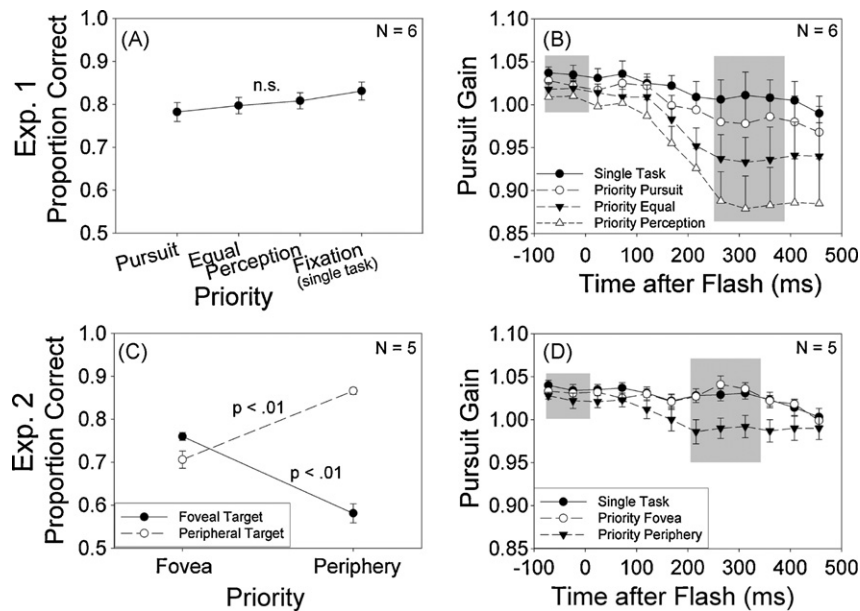 (A)
N = 6
n.s.
Exp. 1
Proportion Correct
1.0
0.9
0.8
0.7
0.6
0.5
Pursuit
Equal
Perception
Fixation
(single task)
Priority
(B)
N = 6
Pursuit Gain
1.10
1.05
1.00
0.95
0.90
0.85
Single Task
Priority Pursuit
Priority Equal
Priority Perception
-100 0 100 200 300 400 500
Time after Flash (ms)
(C)
N = 5
Exp. 2
Proportion Correct
1.0
0.9
0.8
0.7
0.6
0.5
p < .01
p < .01
Foveal Target
Peripheral Target
Fovea Periphery
Priority
(D)
N = 5
Pursuit Gain
1.10
1.05
1.00
0.95
0.90
0.85
Single Task
Priority Fovea
Priority Periphery
-100 0 100 200 300 400 500
Time after Flash (ms)